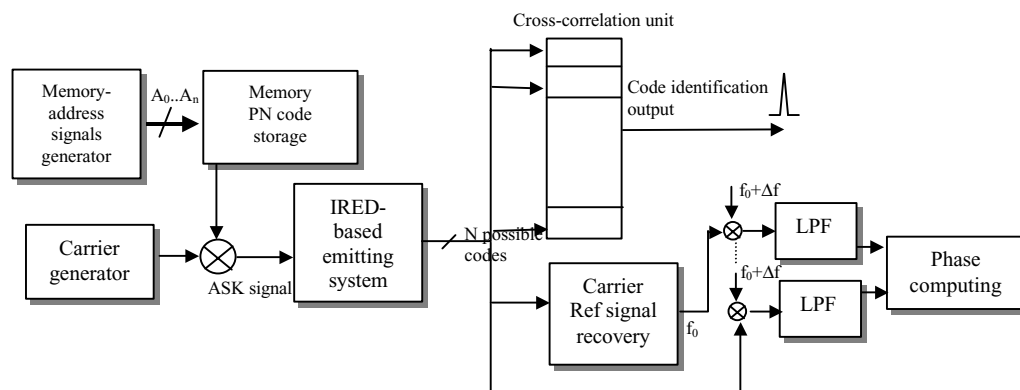 Cross-correlation unit
Memory-
address
signals
generator
A₀..Aₙ
Memory
PN code
storage
Code identification
output
Carrier
generator
ASK signal
IRED-
based
emitting
system
N possible
codes
Carrier
Ref signal
recovery
f₀
f₀+Δf
LPF
f₀+Δf
LPF
Phase
computing